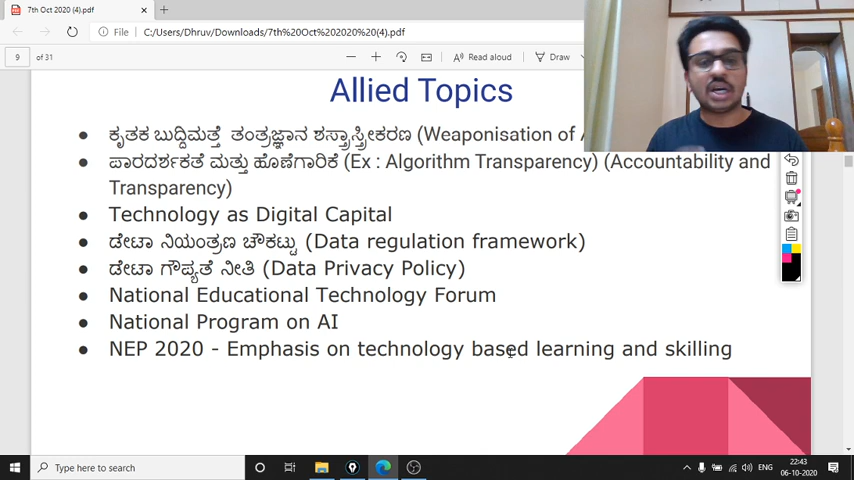 7th Oct 2020 (4).pdf
File C:/Users/Dhruv/Downloads/7th%20Oct%202020%20(4).pdf
9 of 31 Read aloud Draw
Allied Topics
ಕೃತಕ ಬುದ್ಧಿಮತ್ತೆ ತಂತ್ರಜ್ಞಾನ ಶಸ್ತ್ರಾಸ್ತ್ರೀಕರಣ (Weaponisation of
ಪಾರದರ್ಶಕತೆ ಮತ್ತು ಹೊಣೆಗಾರಿಕೆ (Ex : Algorithm Transparency) (Accountability and
Transparency)
Technology as Digital Capital
ಡೇಟಾ ನಿಯಂತ್ರಣ ಚೌಕಟ್ಟು (Data regulation framework)
ಡೇಟಾ ಗೌಪ್ಯತೆ ನೀತಿ (Data Privacy Policy)
National Educational Technology Forum
National Program on AI
NEP 2020 - Emphasis on technology based learning and skilling
Type here to search
ENG
22:43
06-10-2020